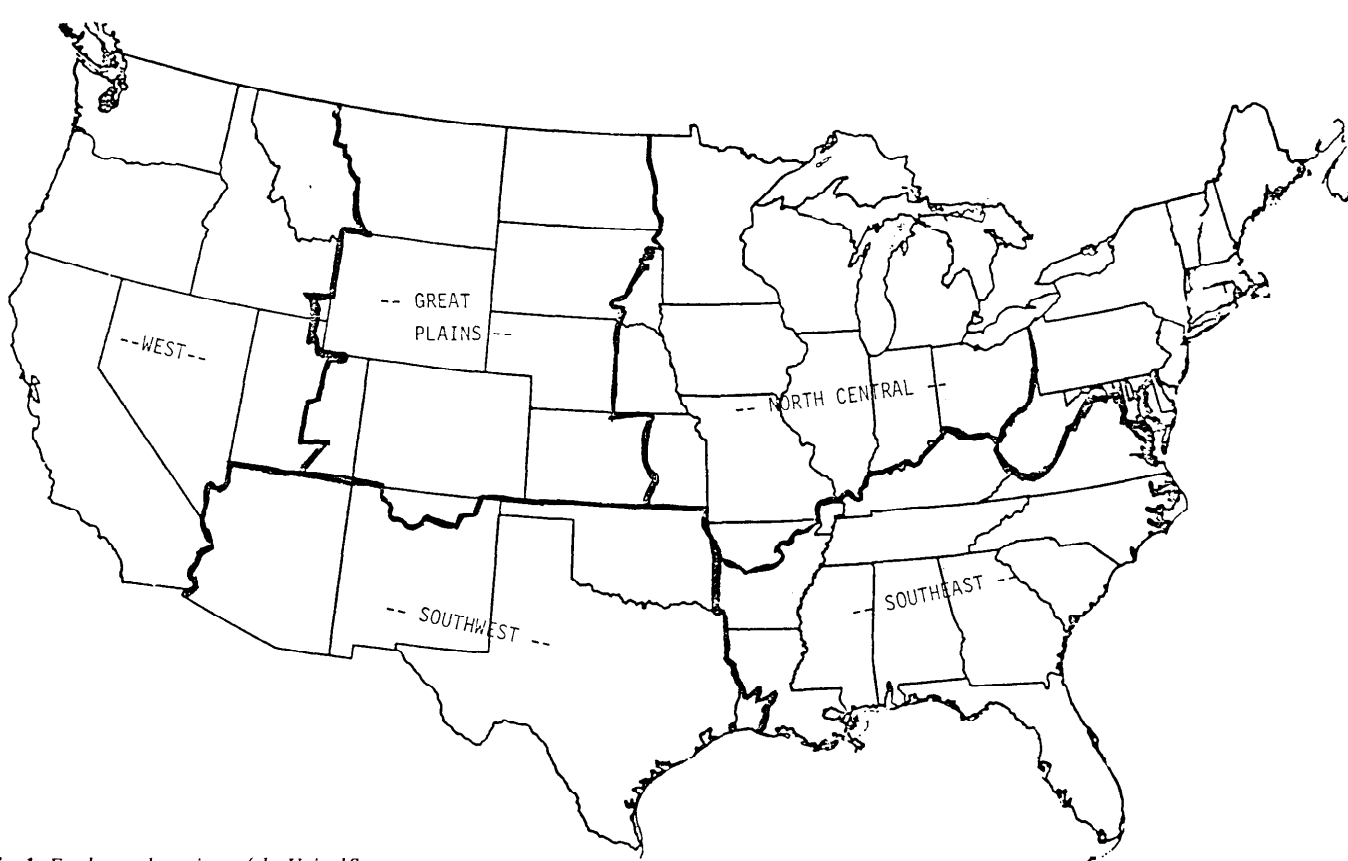 --WEST--
-- GREAT
PLAINS --
-- NORTH CENTRAL --
-- SOUTHWEST --
-- SOUTHEAST --